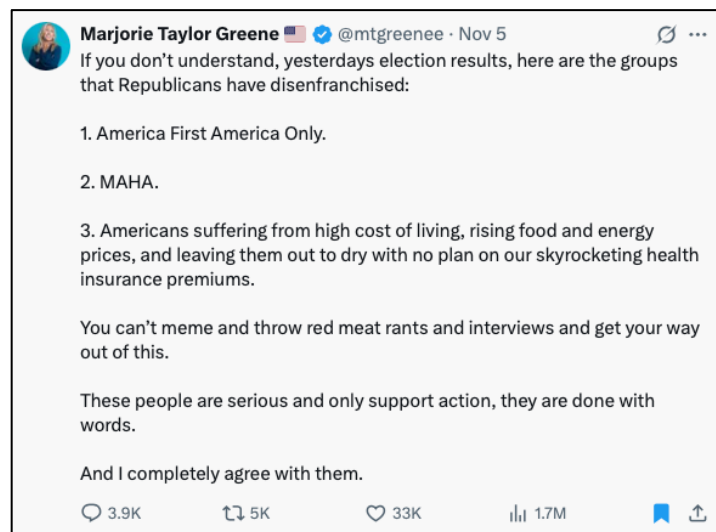 Marjorie Taylor Greene 🇺🇸 @mtgreenee · Nov 5
If you don’t understand, yesterdays election results, here are the groups
that Republicans have disenfranchised:
1. America First America Only.
2. MAHA.
3. Americans suffering from high cost of living, rising food and energy
prices, and leaving them out to dry with no plan on our skyrocketing health
insurance premiums.
You can’t meme and throw red meat rants and interviews and get your way
out of this.
These people are serious and only support action, they are done with
words.
And I completely agree with them.
3.9K 5K 33K 1.7M